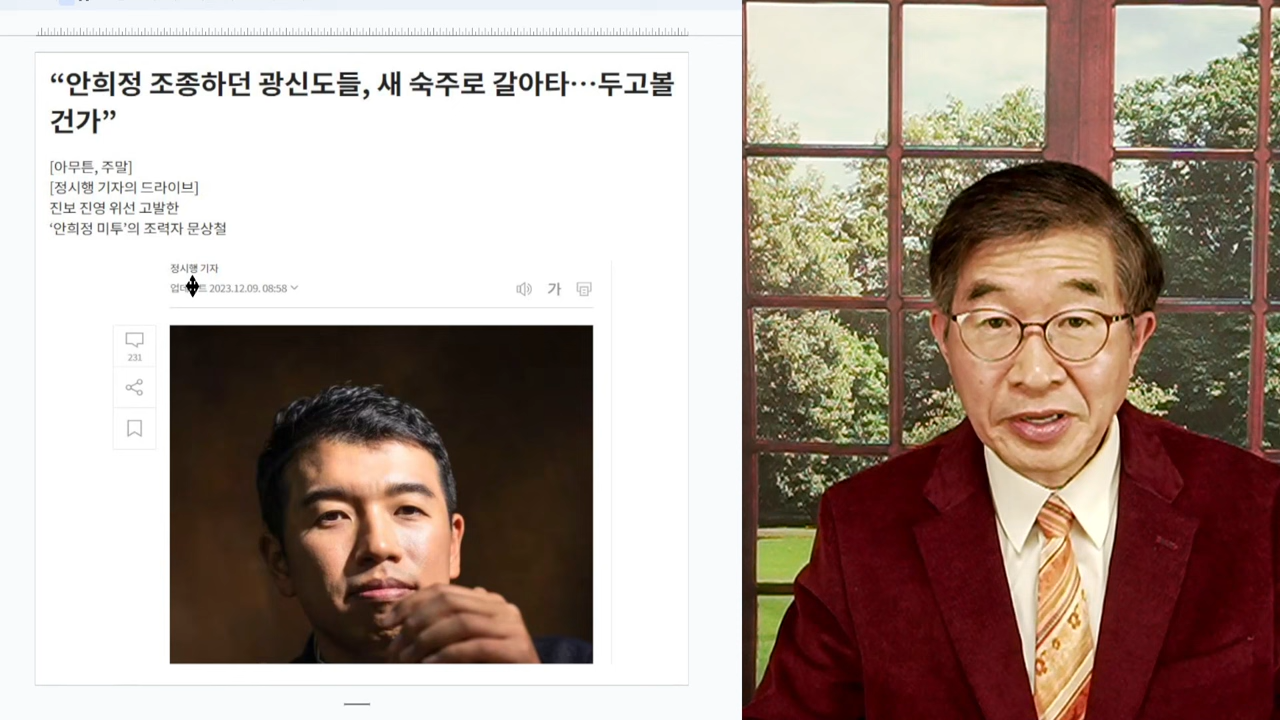 “안희정 조종하던 광신도들, 새 숙주로 갈아타…두고볼
건가”
[아무튼, 주말]
[정시행 기자의 드라이브]
진보 진영 위선 고발한
‘안희정 미투’의 조력자 문상철
정시행 기자
2023.12.09. 08:58
가
231